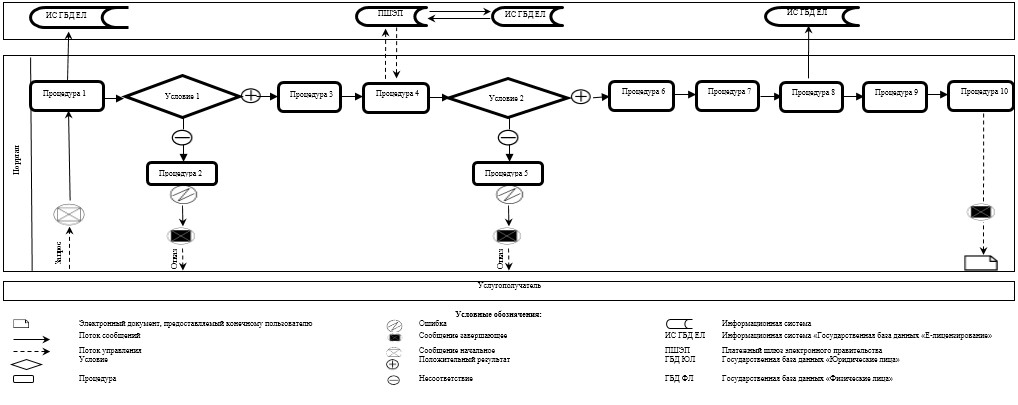 ИС ГБД ЕЛ ПШЭП ИС ГБД ЕЛ ИС ГБД ЕЛ
Процедура 1 Условие 1 Процедура 3 Процедура 4 Условие 2 Процедура 6 Процедура 7 Процедура 8 Процедура 9 Процедура 10
Процедура 2 Процедура 5
Запрос
Отказ
Отказ
Услугополучатель
Условные обозначения:
Электронный документ, предоставляемый конечному пользователю
Поток сообщений
Поток управления
Условие
Процедура
Ошибка
Сообщение завершающее
Сообщение начальное
Положительный результат
Несоответствие
Информационная система
ИС ГБД ЕЛ Информационная система «Государственная база данных «Е-лицензирование»
ПШЭП Платежный шлюз электронного правительства
ГБД ЮЛ Государственная база данных «Юридические лица»
ГБД ФЛ Государственная база данных «Физические лица»